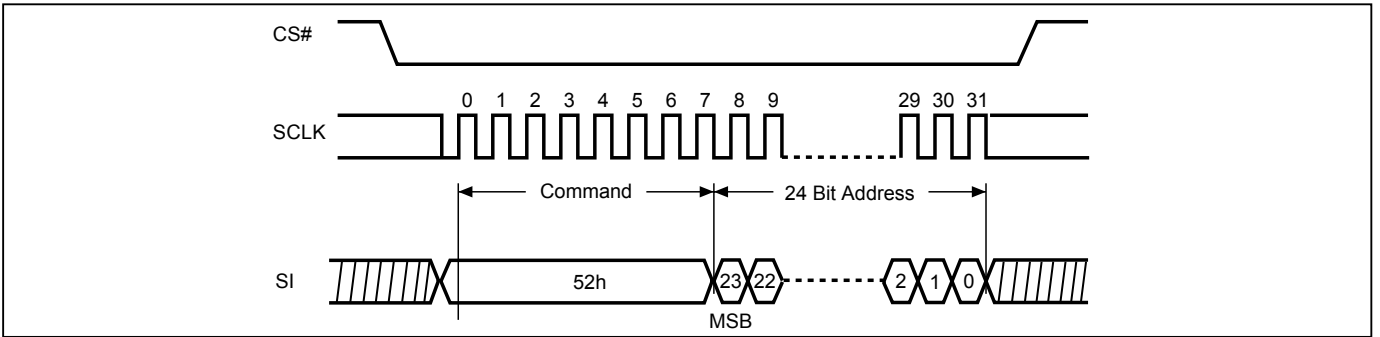 CS#
0 1 2 3 4 5 6 7 8 9 29 30 31
SCLK
Command 24 Bit Address
SI 52h 23 22 2 1 0
MSB